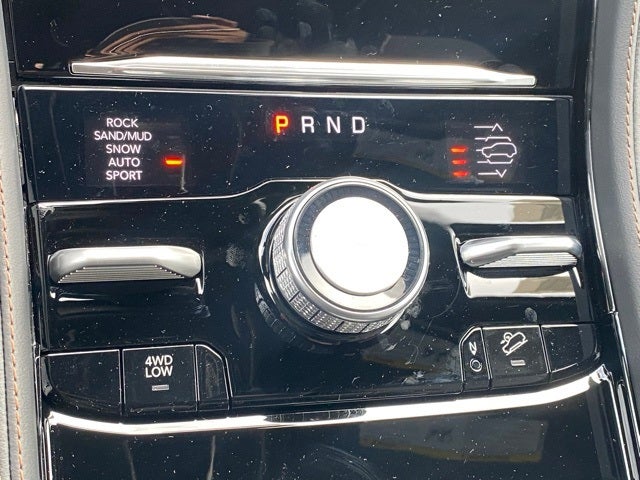 ROCK
SAND/MUD
SNOW
AUTO
SPORT
P R N D
4WD
LOW
N